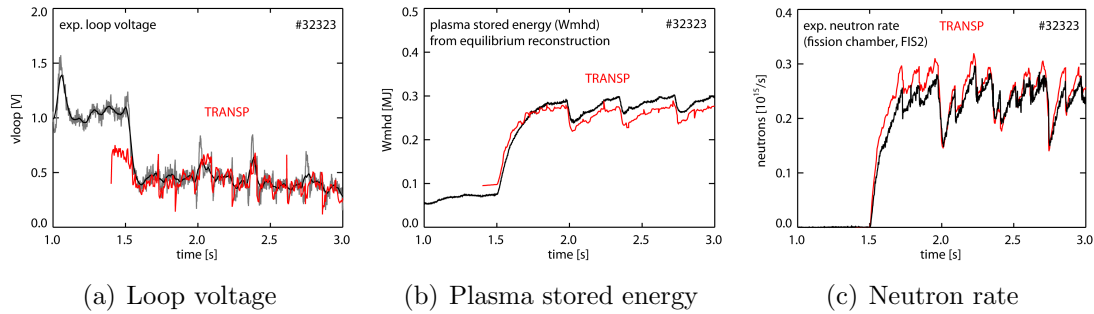 exp. loop voltage #32323
TRANSP
vloop [V]
2.0
1.5
1.0
0.5
0.0
1.0 1.5 2.0 2.5 3.0
time [s]
(a) Loop voltage
plasma stored energy (Wmhd) #32323
from equilibrium reconstruction
TRANSP
Wmhd [MJ]
0.5
0.4
0.3
0.2
0.1
0.0
1.0 1.5 2.0 2.5 3.0
time [s]
(b) Plasma stored energy
exp. neutron rate TRANSP #32323
(fission chamber, FIS2)
neutrons [10¹⁵/s]
0.4
0.3
0.2
0.1
0.0
1.0 1.5 2.0 2.5 3.0
time [s]
(c) Neutron rate